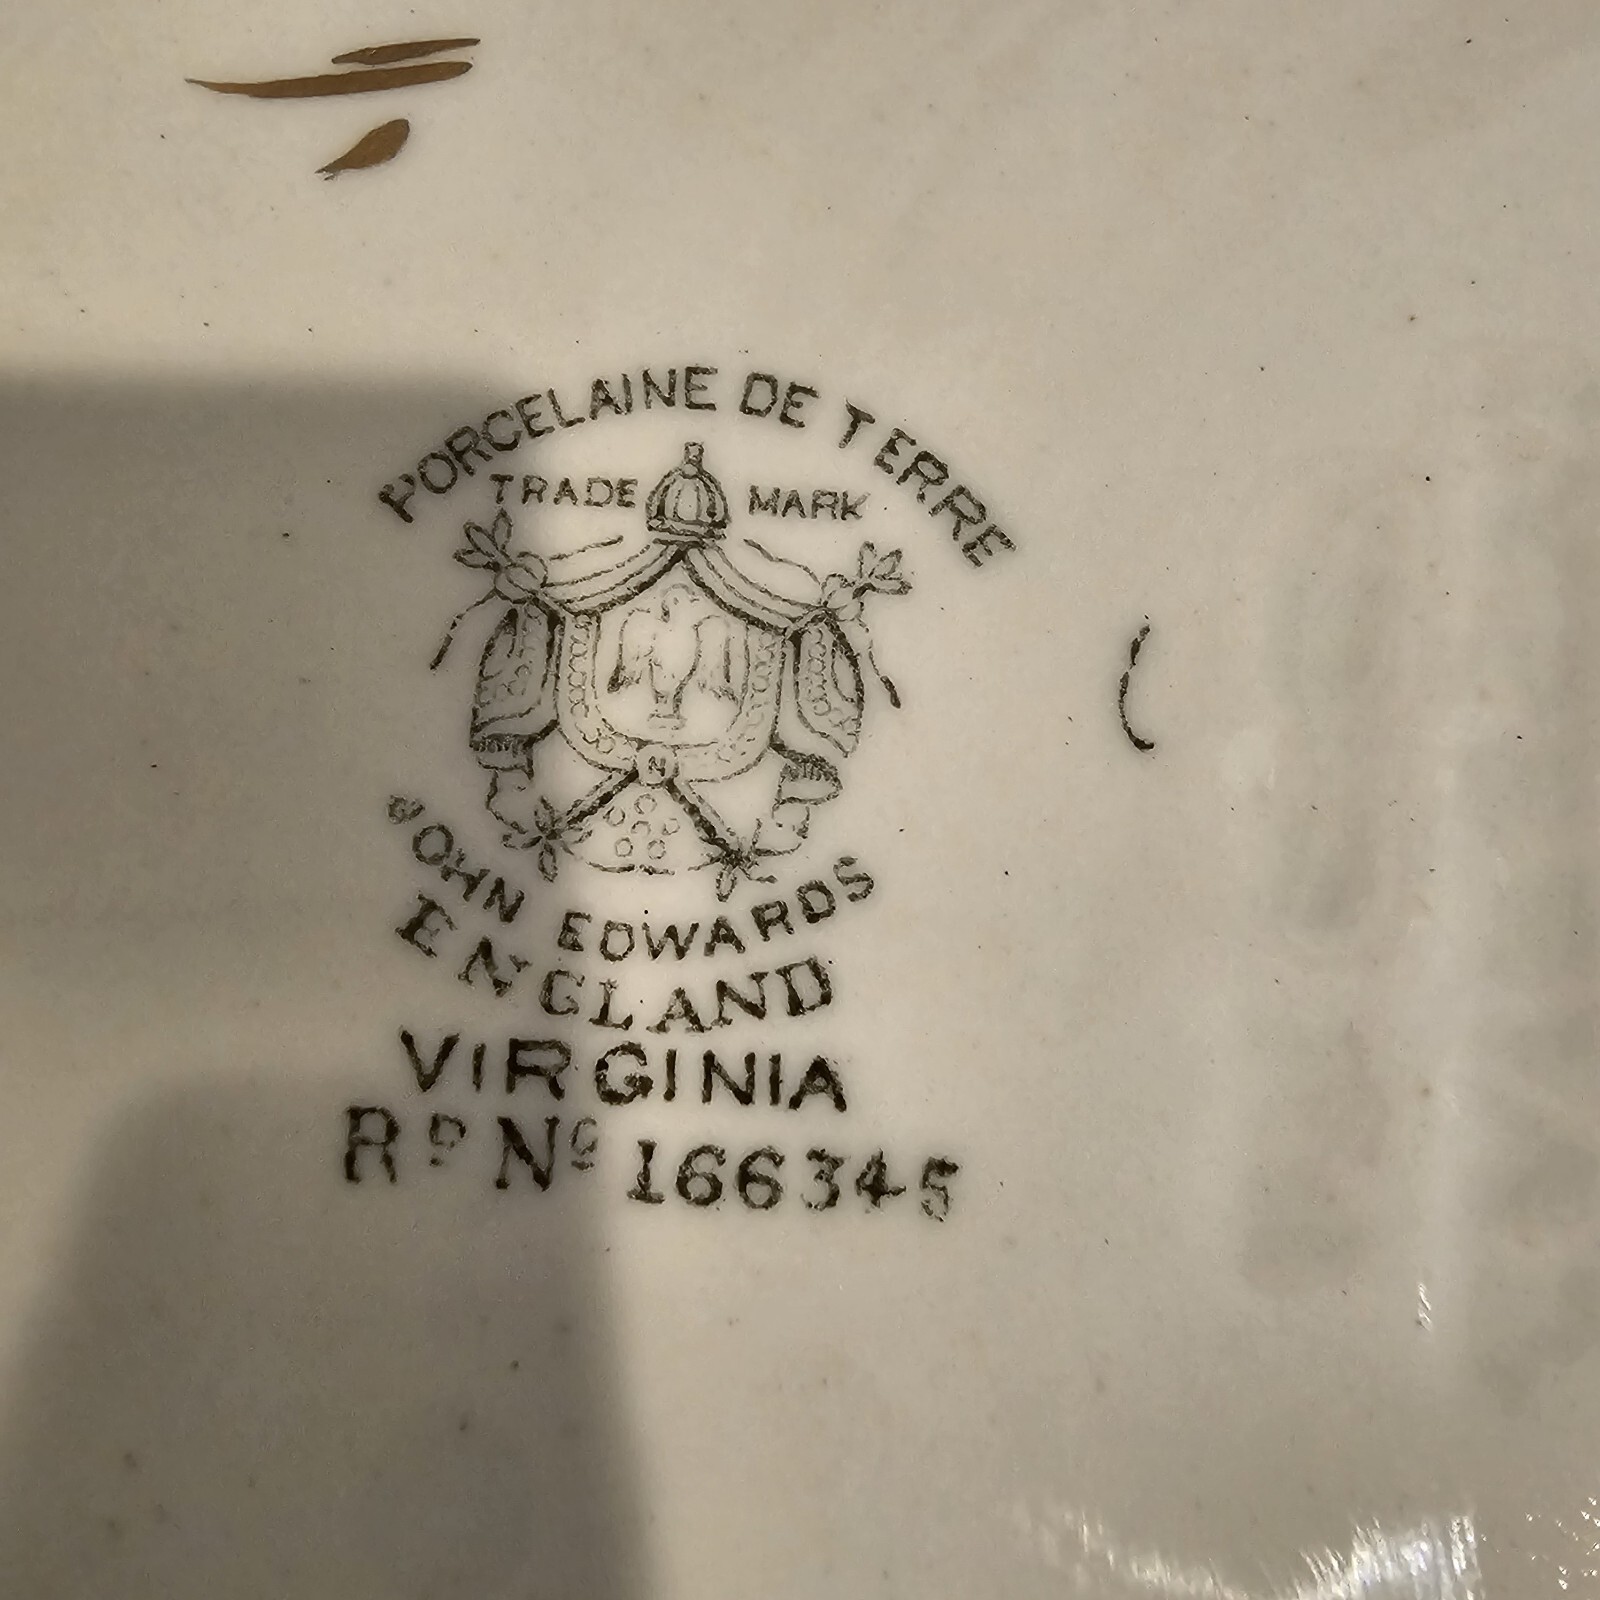 PORCELAINE DE TERRE
TRADE MARK
N
JOHN EDWARDS
ENGLAND
VIRGINIA
Rᴰ Nº 166345